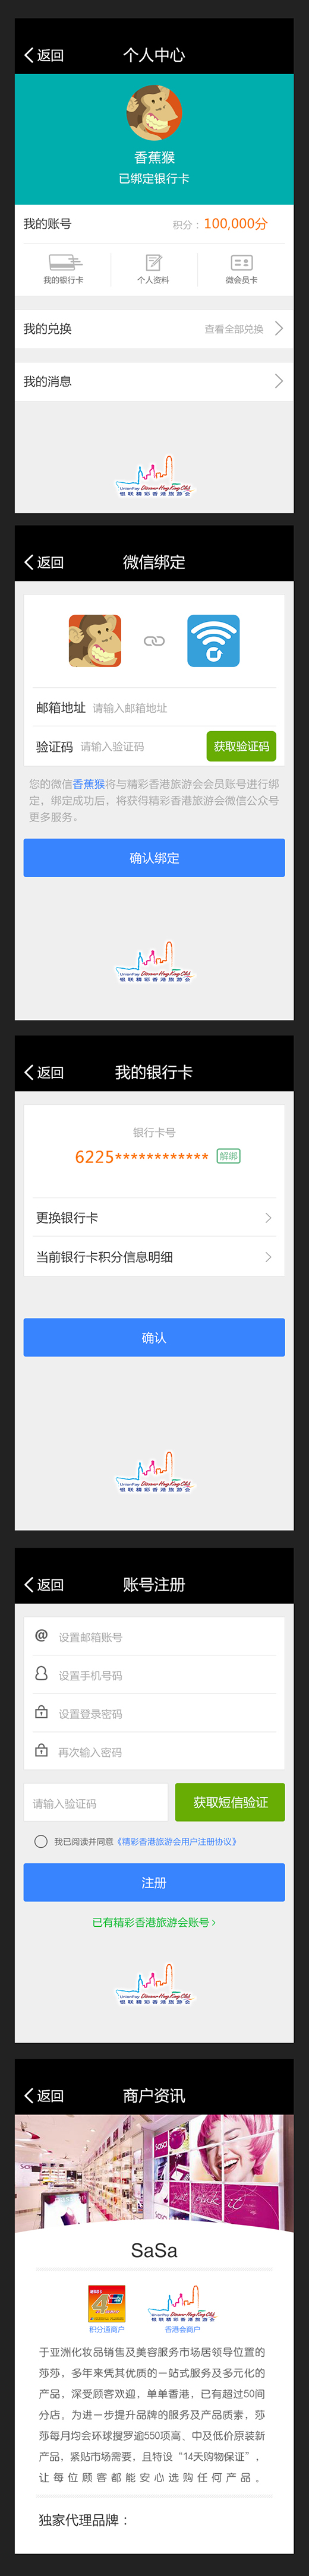 返回
个人中心
香蕉猴
已绑定银行卡
我的账号
积分：100,000分
我的银行卡
个人资料
微会员卡
我的兑换
查看全部兑换
我的消息
UnionPay Discover Hong Kong Club
银联精彩香港旅游会
返回
微信绑定
邮箱地址 请输入邮箱地址
验证码 请输入验证码
获取验证码
您的微信香蕉猴将与精彩香港旅游会会员账号进行绑
定，绑定成功后，将获得精彩香港旅游会微信公众号
更多服务。
确认绑定
UnionPay Discover Hong Kong Club
银联精彩香港旅游会
返回
我的银行卡
银行卡号
6225************
解绑
更换银行卡
当前银行卡积分信息明细
确认
UnionPay Discover Hong Kong Club
银联精彩香港旅游会
返回
账号注册
设置邮箱账号
设置手机号码
设置登录密码
再次输入密码
请输入验证码
获取短信验证
我已阅读并同意《精彩香港旅游会用户注册协议》
注册
已有精彩香港旅游会账号>
UnionPay Discover Hong Kong Club
银联精彩香港旅游会
返回
商户资讯
SaSa
积分通商户
香港会商户
于亚洲化妆品销售及美容服务市场居领导位置的
莎莎，多年来凭其优质的一站式服务及多元化的
产品，深受顾客欢迎，单单香港，已有超过50间
分店。为进一步提升品牌的服务及产品质素，莎
莎每月均会环球搜罗逾550项高、中及低价原装新
产品，紧贴市场需要，且特设“14天购物保证”，
让每位顾客都能安心选购任何产品。
独家代理品牌：